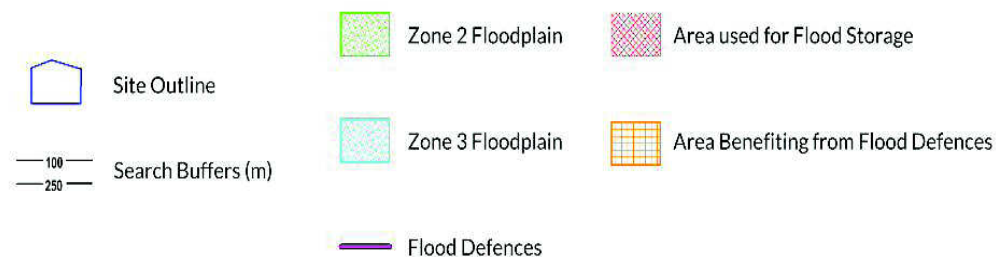 Site Outline
100
250
Search Buffers (m)
Zone 2 Floodplain
Zone 3 Floodplain
Flood Defences
Area used for Flood Storage
Area Benefiting from Flood Defences